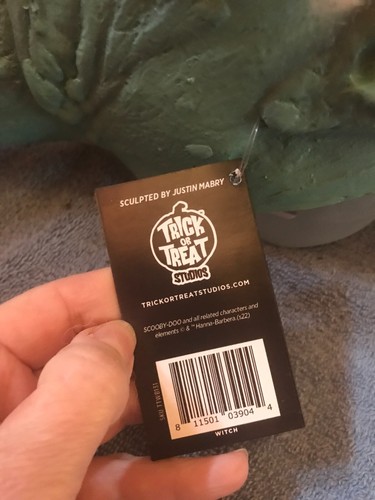 SCULPTED BY JUSTIN MABRY
TRICK
OR
TREAT
STUDIOS
TRICKORTREATSTUDIOS.COM
SCOOBY-DOO and all related characters and
elements © & ™ Hanna-Barbera. (s22)
8 11501 03904 4
WITCH